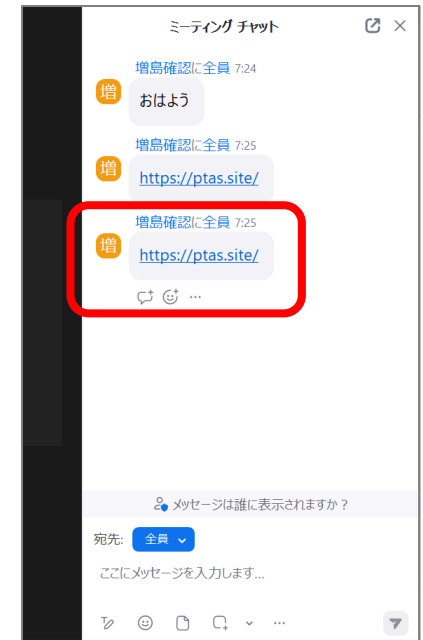 ミーティング チャット
増島確認に全員 7:24
増
おはよう
増島確認に全員 7:25
増
https://ptas.site/
増島確認に全員 7:25
増
https://ptas.site/
メッセージは誰に表示されますか？
宛先: 全員
ここにメッセージを入力します...